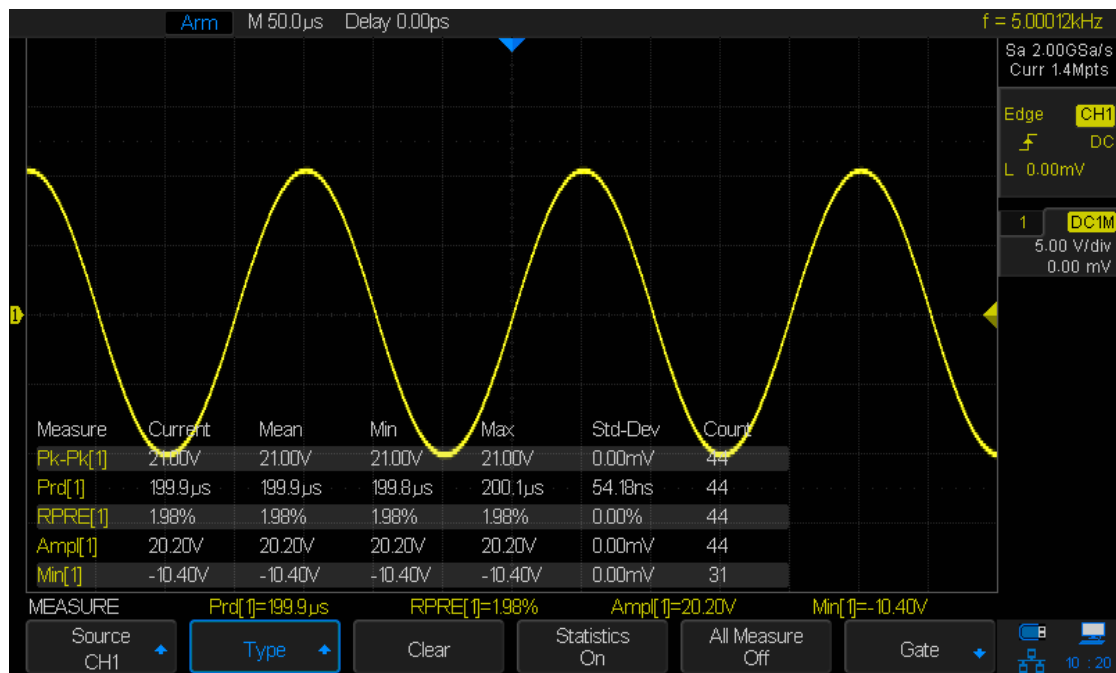 Arm M 50.0µs Delay 0.00ps f = 5.00012kHz
Sa 2.00GSa/s
Curr 1.4Mpts
Edge CH1
DC
L 0.00mV
1 DC1M
5.00 V/div
0.00 mV
1
Measure Current Mean Min Max Std-Dev Count
Pk-Pk[1] 21.00V 21.00V 21.00V 21.00V 0.00mV 44
Prd[1] 199.9µs 199.9µs 199.8µs 200.1µs 54.18ns 44
RPRE[1] 1.98% 1.98% 1.98% 1.98% 0.00% 44
Ampl[1] 20.20V 20.20V 20.20V 20.20V 0.00mV 44
Min[1] -10.40V -10.40V -10.40V -10.40V 0.00mV 31
MEASURE Prd[1]=199.9µs RPRE[1]=1.98% Ampl[1]=20.20V Min[1]=-10.40V
Source
CH1
Type
Clear
Statistics
On
All Measure
Off
Gate
10 : 20